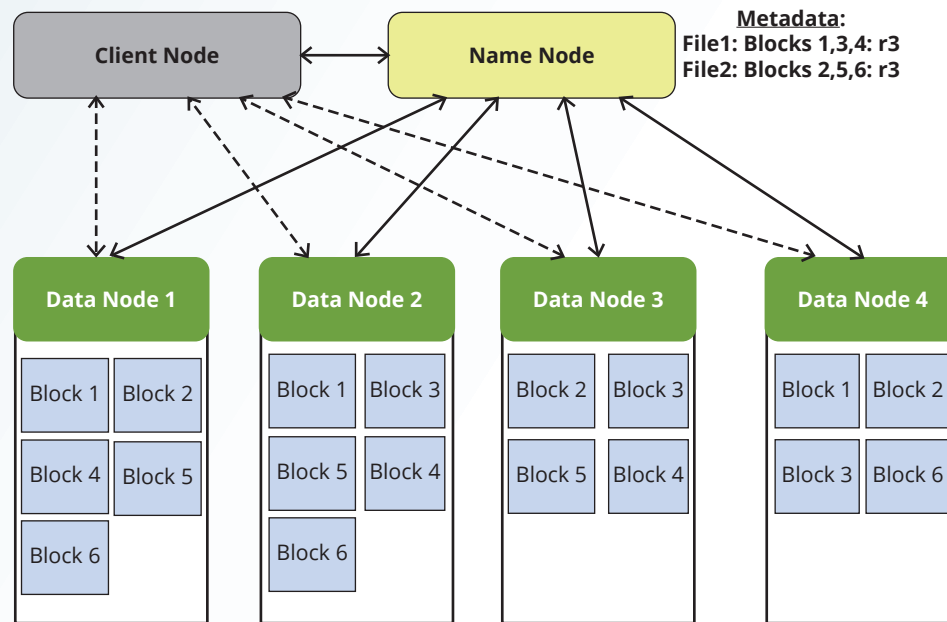 Client Node
Name Node
Metadata:
File1: Blocks 1,3,4: r3
File2: Blocks 2,5,6: r3
Data Node 1
Data Node 2
Data Node 3
Data Node 4
Block 1
Block 2
Block 4
Block 5
Block 6
Block 1
Block 3
Block 5
Block 4
Block 6
Block 2
Block 3
Block 5
Block 4
Block 1
Block 2
Block 3
Block 6